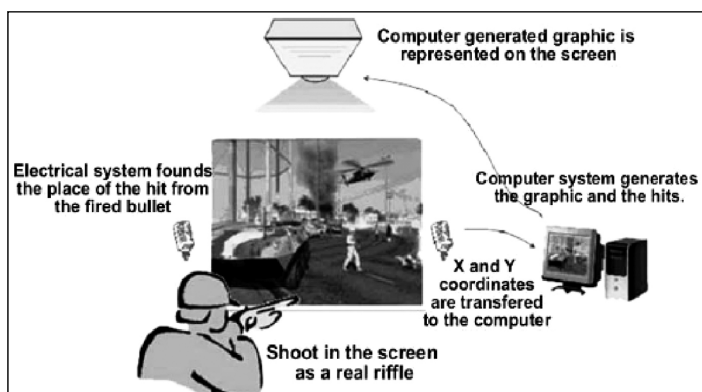 Computer generated graphic is
represented on the screen
Electrical system founds
the place of the hit from
the fired bullet
Computer system generates
the graphic and the hits.
X and Y
coordinates
are transfered
to the computer
Shoot in the screen
as a real riffle